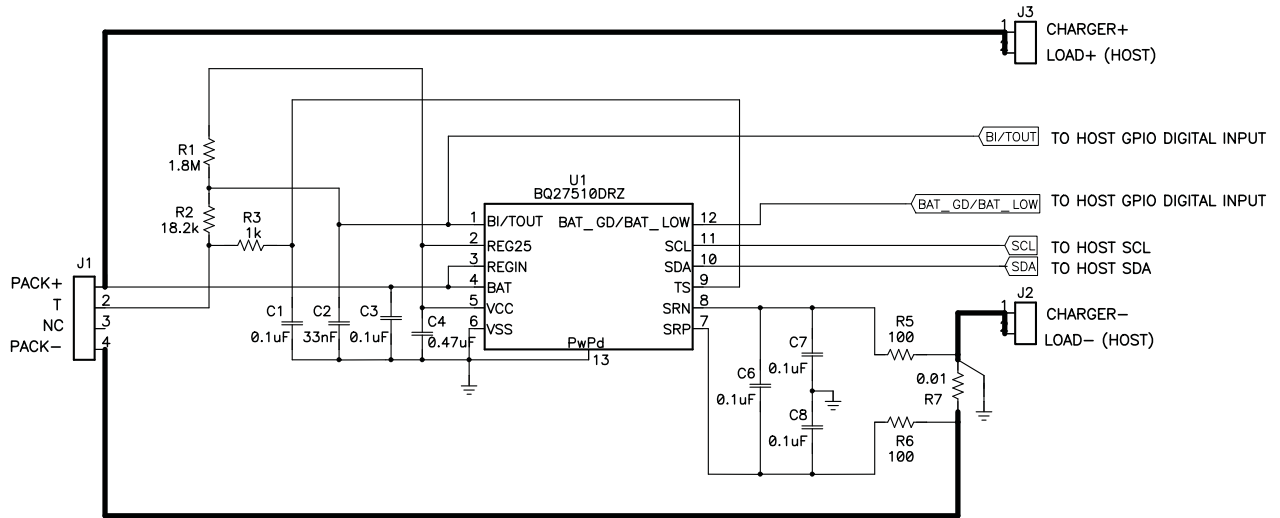 J3
1
CHARGER+
2
LOAD+ (HOST)
BI/TOUT TO HOST GPIO DIGITAL INPUT
R1
1.8M
U1
BQ27510DRZ
R2
18.2k
R3
1k
BAT_GD/BAT_LOW TO HOST GPIO DIGITAL INPUT
1 BI/TOUT BAT_GD/BAT_LOW 12
2 REG25 SCL 11
SCL TO HOST SCL
3 REGIN SDA 10
SDA TO HOST SDA
4 BAT TS 9
5 VCC SRN 8
6 VSS SRP 7
PwPd
13
J1
PACK+
T 2
NC 3
PACK- 4
C1
0.1uF
C2
33nF
C3
0.1uF
C4
0.47uF
J2
1
CHARGER-
LOAD- (HOST)
R5
100
C7
0.1uF
C6
0.1uF
0.01
R7
C8
0.1uF
R6
100